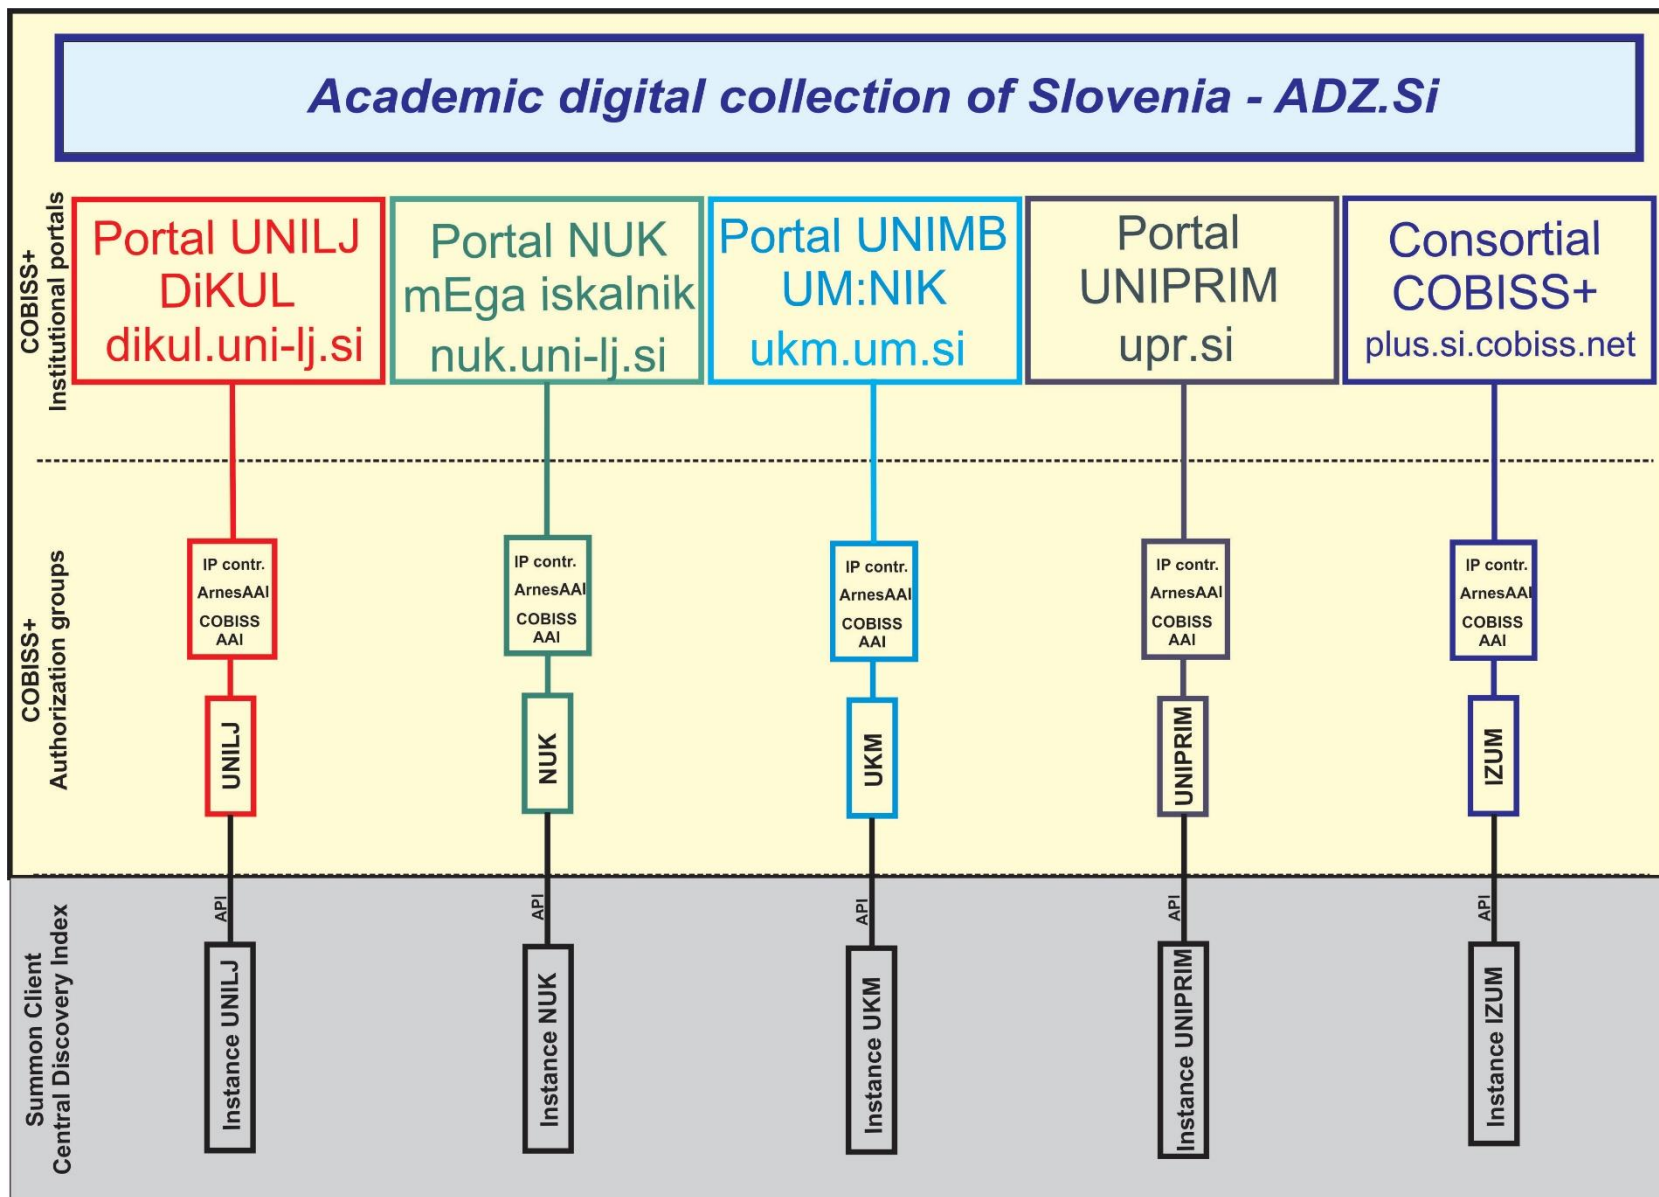 Academic digital collection of Slovenia - ADZ.Si
COBISS+
Institutional portals
Portal UNILJ
DiKUL
dikul.uni-lj.si
Portal NUK
mEga iskalnik
nuk.uni-lj.si
Portal UNIMB
UM:NIK
ukm.um.si
Portal
UNIPRIM
upr.si
Consortial
COBISS+
plus.si.cobiss.net
COBISS+
Authorization groups
IP contr.
ArnesAAI
COBISS
AAI
IP contr.
ArnesAAI
COBISS
AAI
IP contr.
ArnesAAI
COBISS
AAI
IP contr.
ArnesAAI
COBISS
AAI
IP contr.
ArnesAAI
COBISS
AAI
UNILJ
NUK
UKM
UNIPRIM
IZUM
Summon Client
Central Discovery Index
API
API
API
API
API
Instance UNILJ
Instance NUK
Instance UKM
Instance UNIPRIM
Instance IZUM